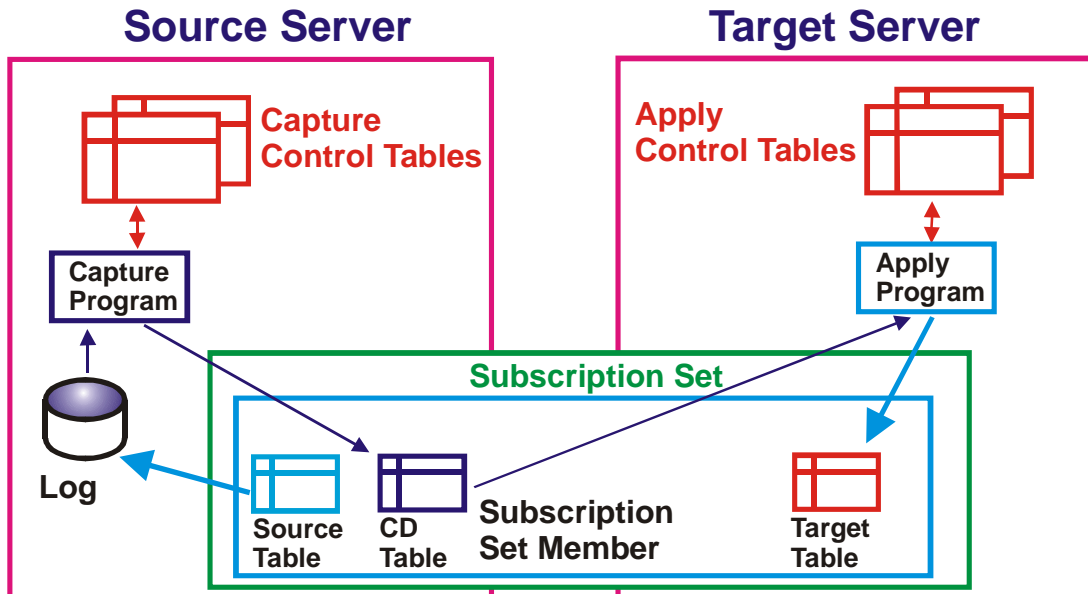 Source Server
Target Server
Capture
Control Tables
Apply
Control Tables
Capture
Program
Apply
Program
Subscription Set
Log
Source
Table
CD
Table
Subscription
Set Member
Target
Table